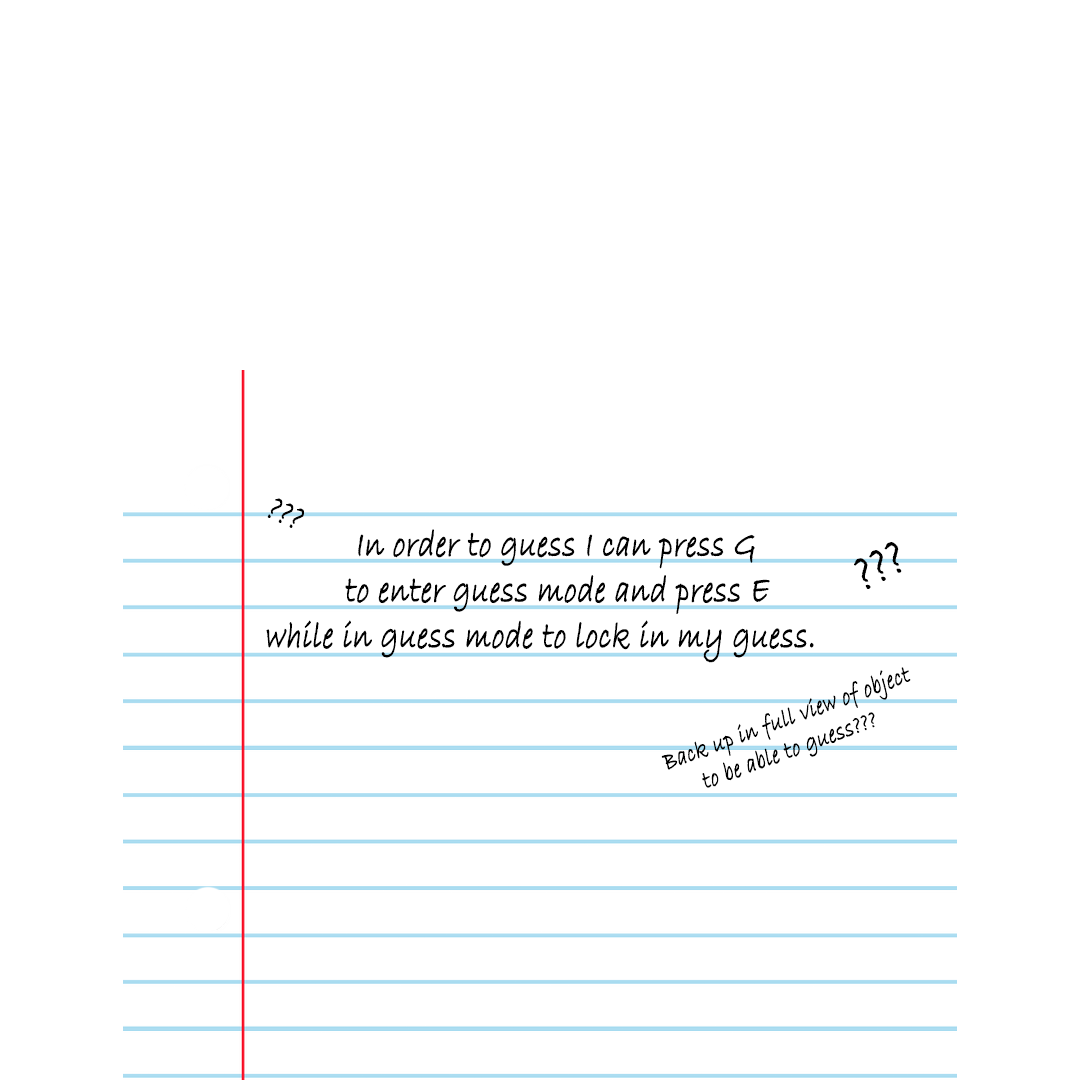 ???
In order to guess I can press G
???
to enter guess mode and press E
while in guess mode to lock in my guess.
Back up in full view of object
to be able to guess???